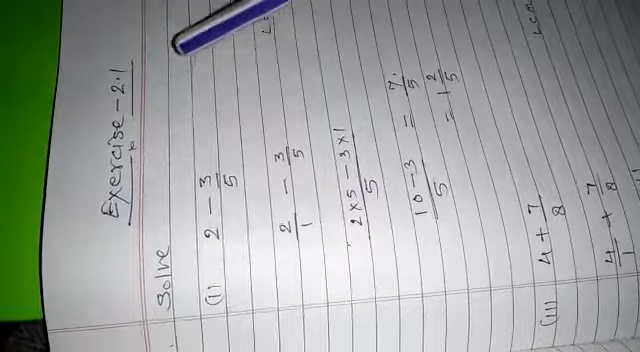 Exercise - 2.1
Solve
(i) 2 - 3/5
2/1 - 3/5
2×5 - 3×1/5
10-3/5 = 7/5
= 1 2/5
(ii) 4 + 7/8
4/1 + 7/8